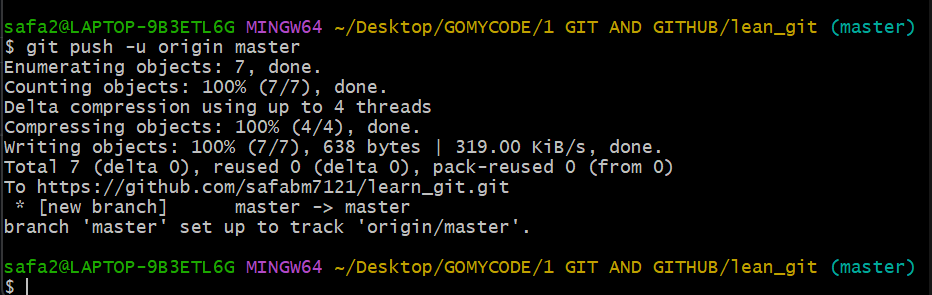 safa2@LAPTOP-9B3ETL6G MINGW64 ~/Desktop/GOMYCODE/1 GIT AND GITHUB/lean_git (master)
$ git push -u origin master
Enumerating objects: 7, done.
Counting objects: 100% (7/7), done.
Delta compression using up to 4 threads
Compressing objects: 100% (4/4), done.
Writing objects: 100% (7/7), 638 bytes | 319.00 KiB/s, done.
Total 7 (delta 0), reused 0 (delta 0), pack-reused 0 (from 0)
To https://github.com/safabm7121/learn_git.git
 * [new branch]      master -> master
branch 'master' set up to track 'origin/master'.
safa2@LAPTOP-9B3ETL6G MINGW64 ~/Desktop/GOMYCODE/1 GIT AND GITHUB/lean_git (master)
$